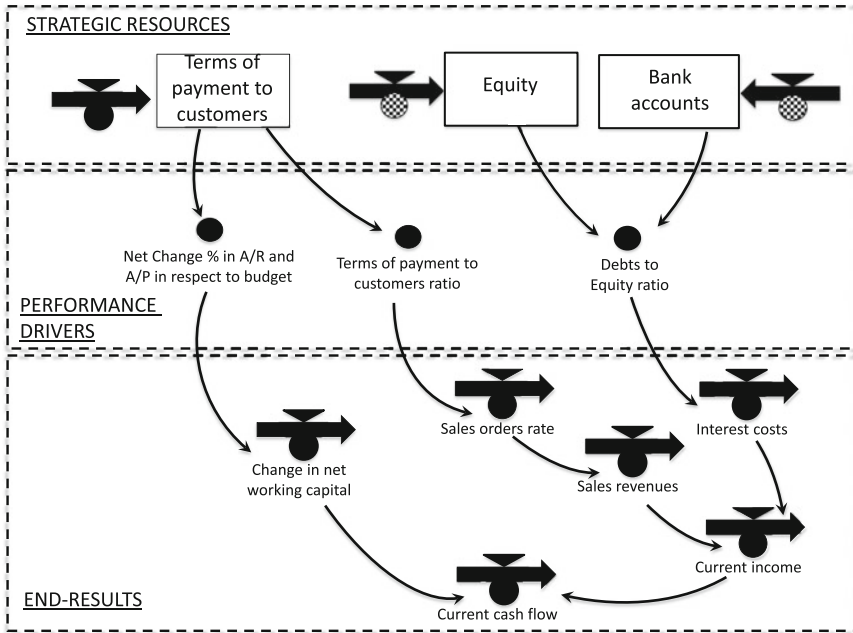 STRATEGIC RESOURCES
Terms of
payment to
customers
Equity
Bank
accounts
Net Change % in A/R and
A/P in respect to budget
Terms of payment to
customers ratio
Debts to
Equity ratio
PERFORMANCE
DRIVERS
Sales orders rate
Interest costs
Change in net
working capital
Sales revenues
Current income
Current cash flow
END-RESULTS